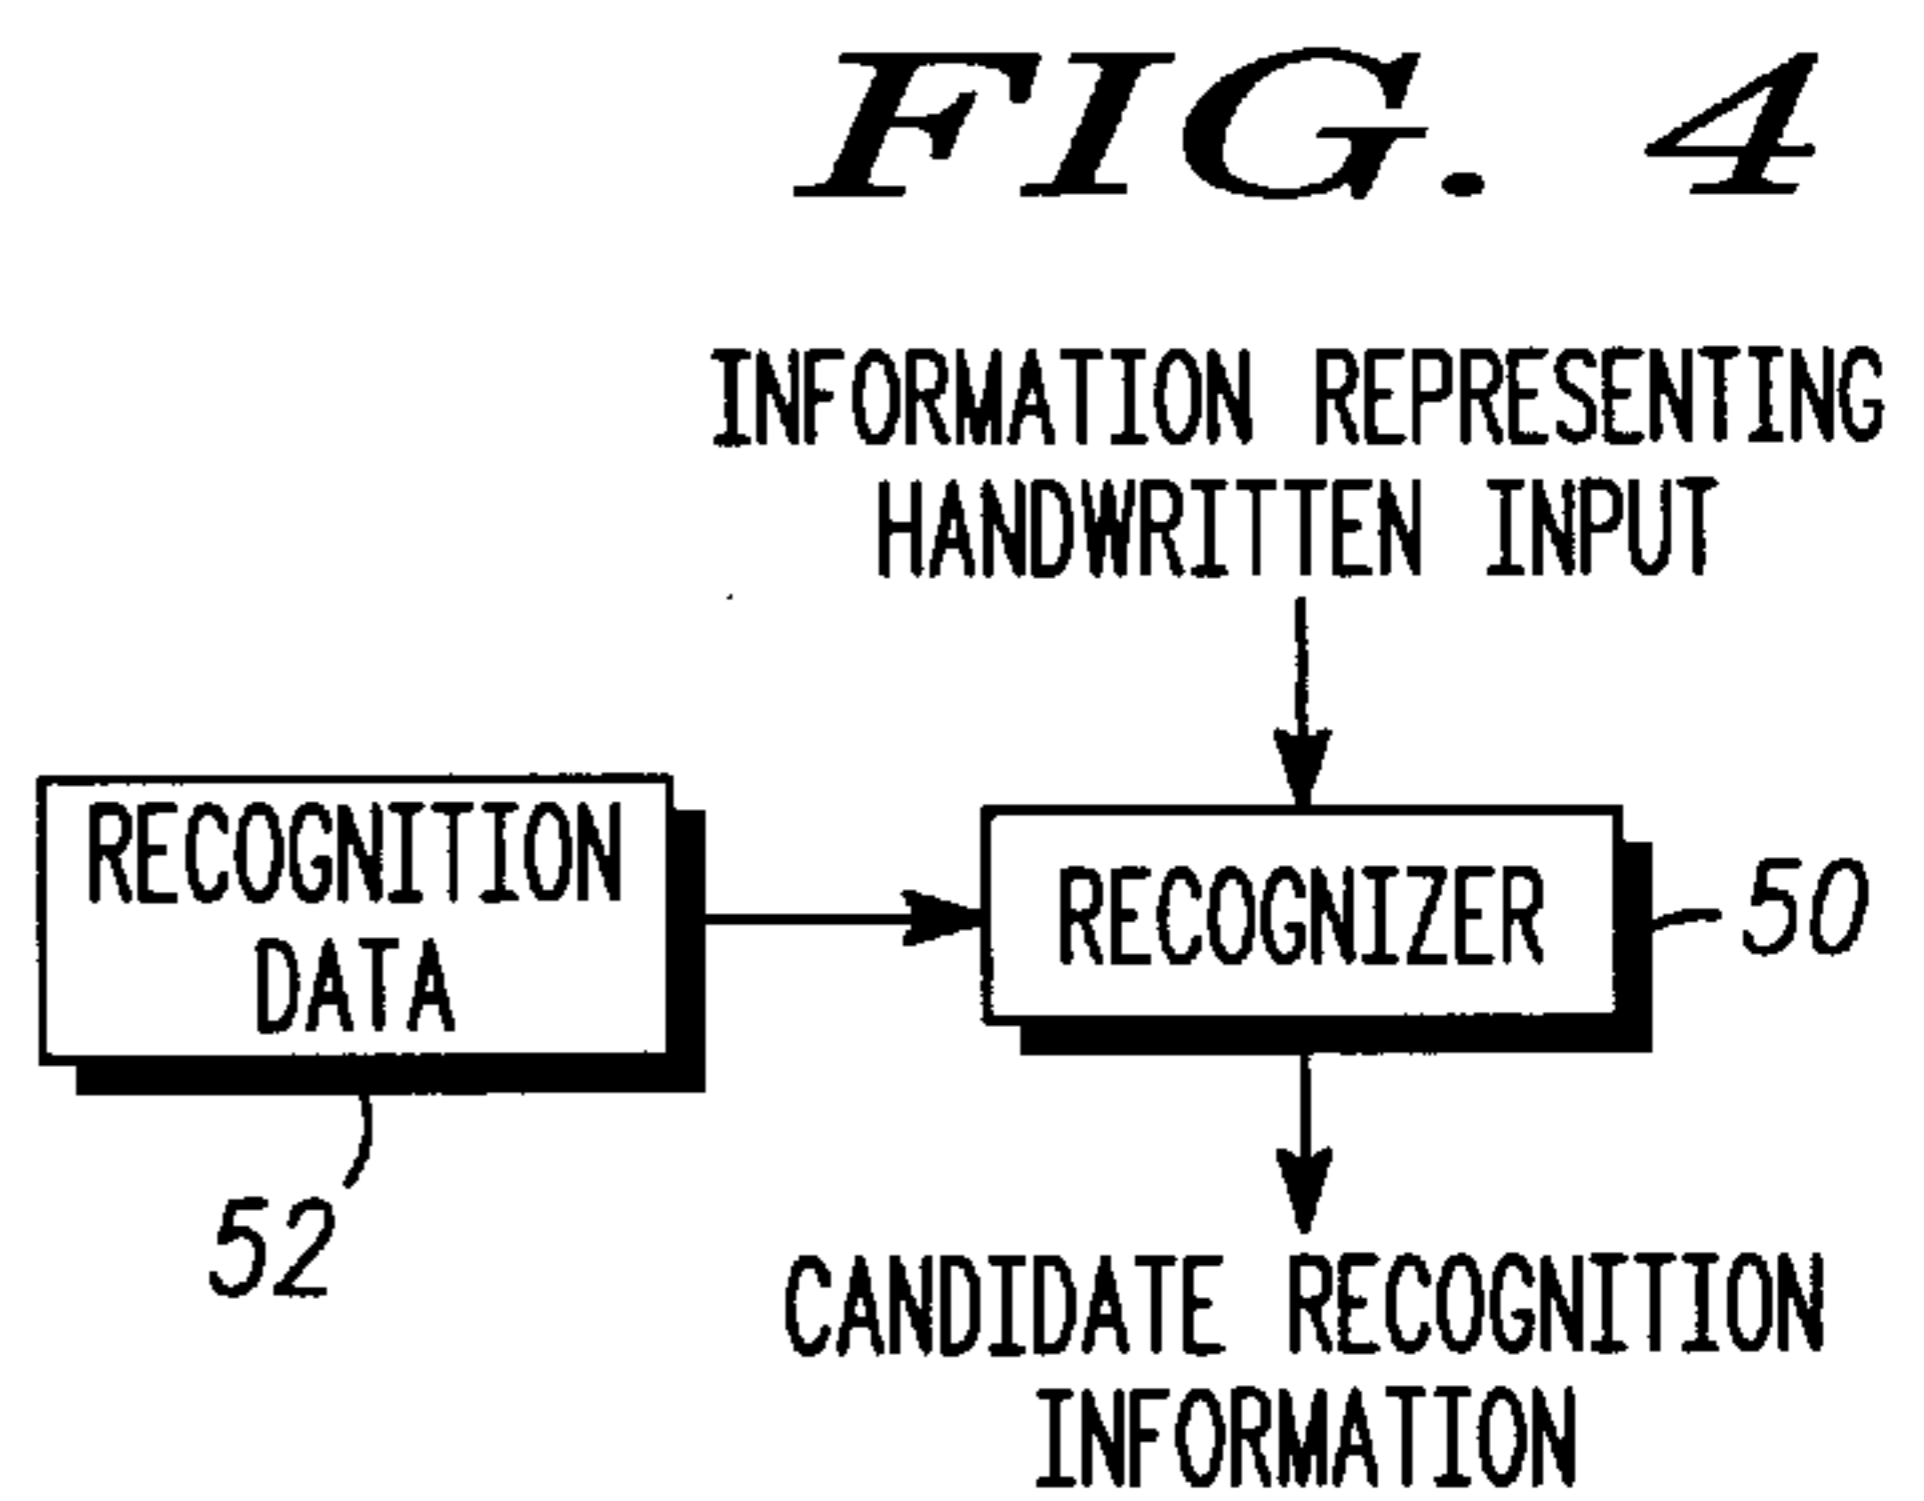 FIG. 4
INFORMATION REPRESENTING
HANDWRITTEN INPUT
RECOGNITION
DATA
RECOGNIZER
50
52
CANDIDATE RECOGNITION
INFORMATION